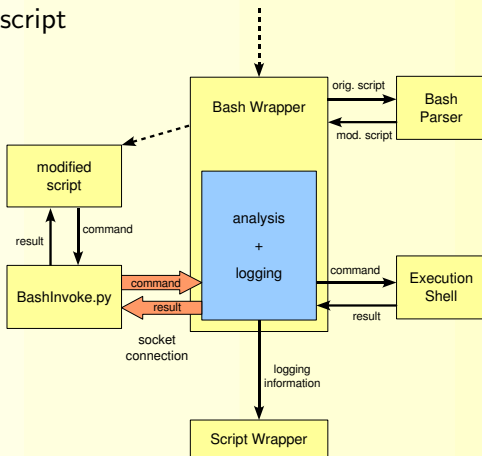 script
Bash Wrapper
orig. script
mod. script
Bash
Parser
modified
script
result
command
analysis
+
logging
BashInvoke.py
command
result
socket
connection
command
result
Execution
Shell
logging
information
Script Wrapper